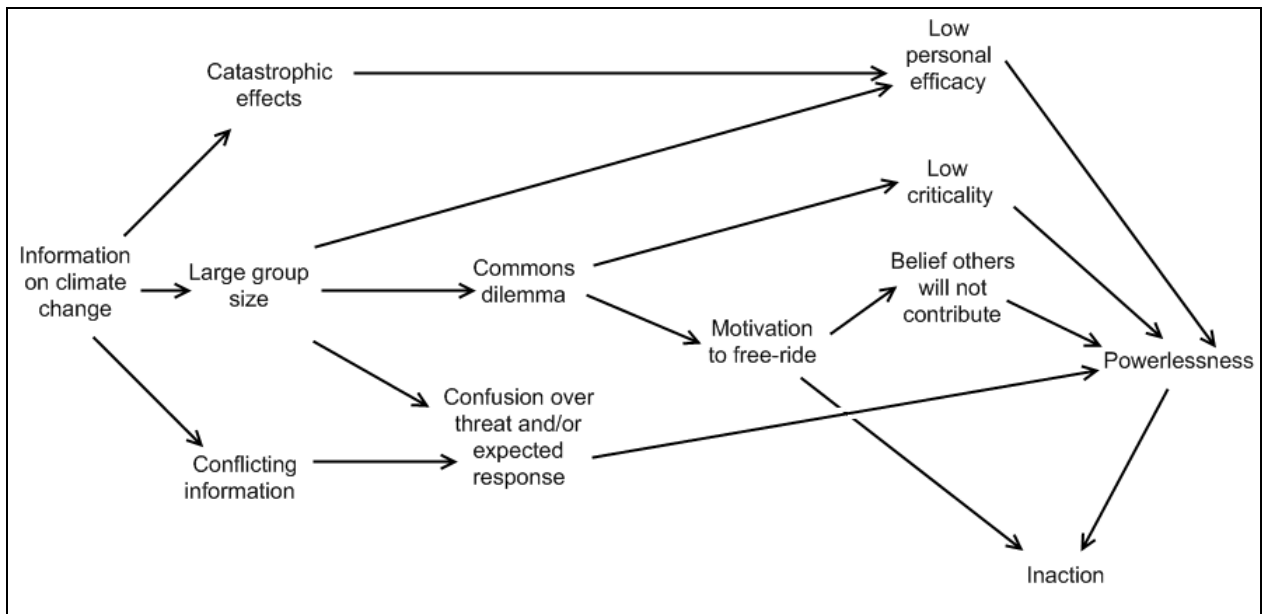 Low
personal
efficacy
Catastrophic
effects
Low
criticality
Information
on climate
change
Large group
size
Commons
dilemma
Belief others
will not
contribute
Motivation
to free-ride
Powerlessness
Confusion over
threat and/or
expected
response
Conflicting
information
Inaction